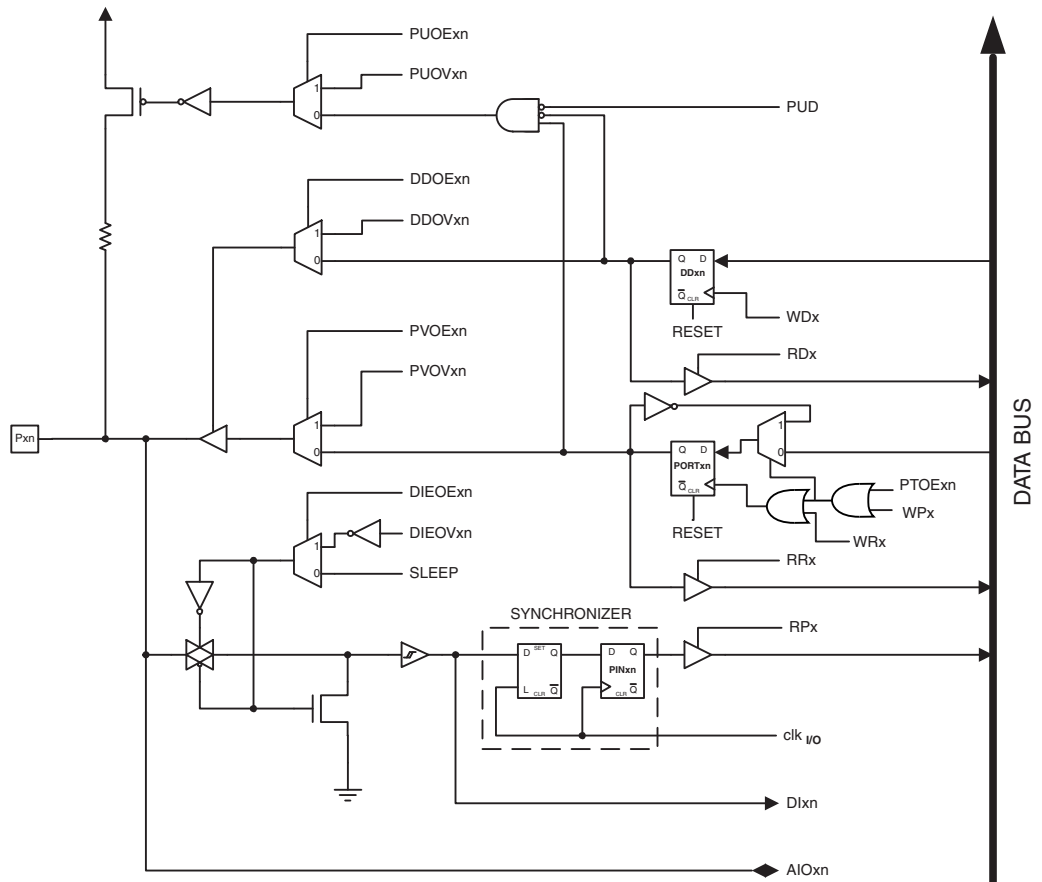 PUOExn
PUOVxn
1
0
PUD
DDOExn
DDOVxn
1
0
Q D
DDxn
Q CLR
WDx
RESET
RDx
PVOExn
PVOVxn
1
0
Pxn
1
0
Q D
PORTxn
Q CLR
PTOExn
WPx
RESET
WRx
RRx
DATA BUS
DIEOExn
DIEOVxn
1
0
SLEEP
SYNCHRONIZER
RPx
D SET Q
L CLR Q
D Q
PINxn
CLR Q
clk I/O
DIxn
AIOxn